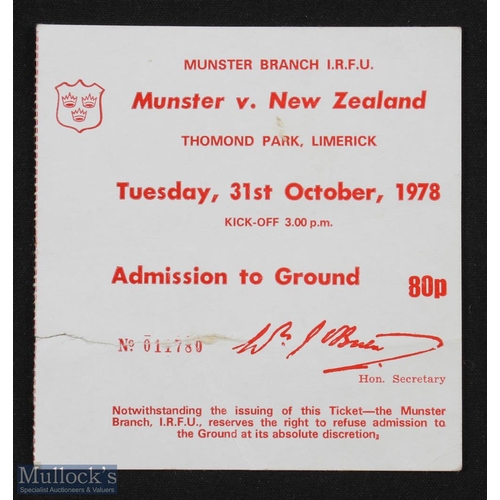 MUNSTER BRANCH I.R.F.U.
Munster v. New Zealand
THOMOND PARK, LIMERICK
Tuesday, 31st October, 1978
KICK-OFF 3.00 p.m.
Admission to Ground 80p
No 011780
Hon. Secretary
Notwithstanding the issuing of this Ticket—the Munster
Branch, I.R.F.U., reserves the right to refuse admission to
the Ground at its absolute discretion.
Mullock's
Specialist Auctioneers & Valuers